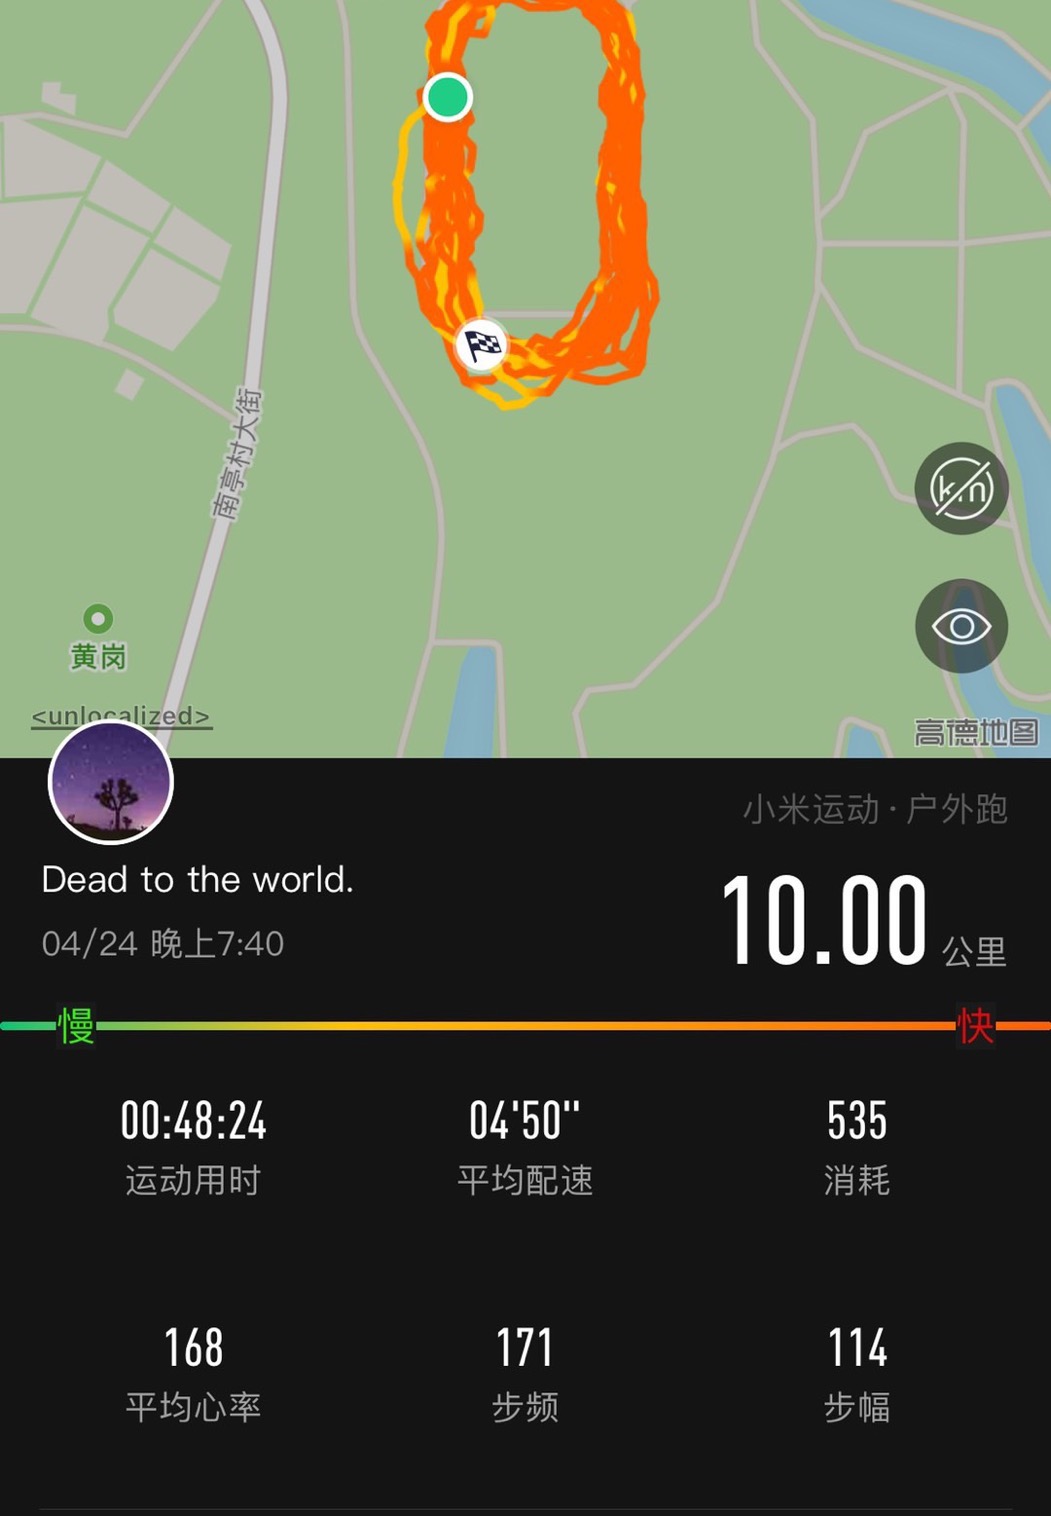 南亭村大街
黄岗
<unlocalized>
高德地图
小米运动·户外跑
Dead to the world.
04/24 晚上7:40
10.00 公里
慢 快
00:48:24 04'50" 535
运动用时 平均配速 消耗
168 171 114
平均心率 步频 步幅